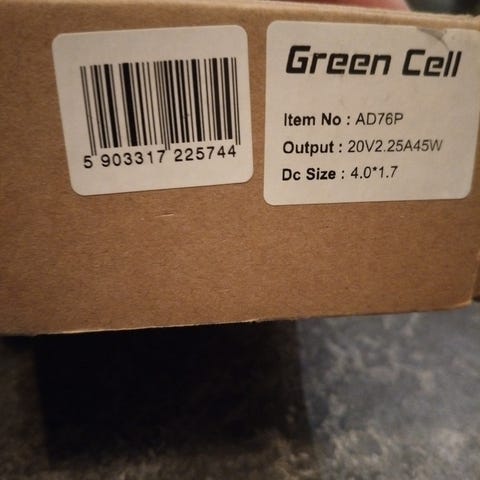 5 903317 225744
Green Cell
Item No : AD76P
Output : 20V2.25A45W
Dc Size : 4.0*1.7